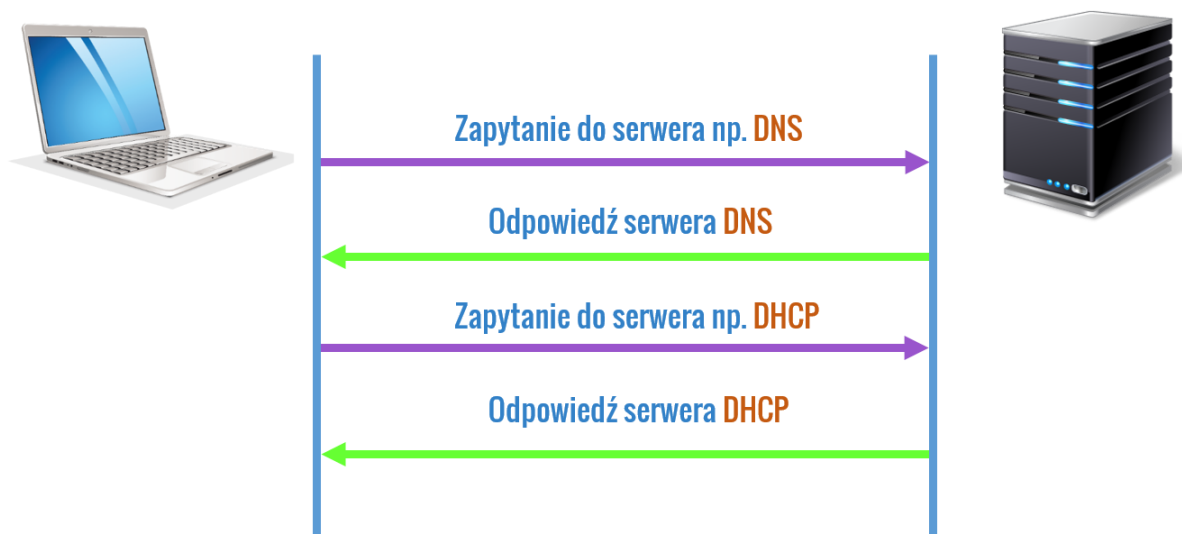 Zapytanie do serwera np. DNS
Odpowiedź serwera DNS
Zapytanie do serwera np. DHCP
Odpowiedź serwera DHCP